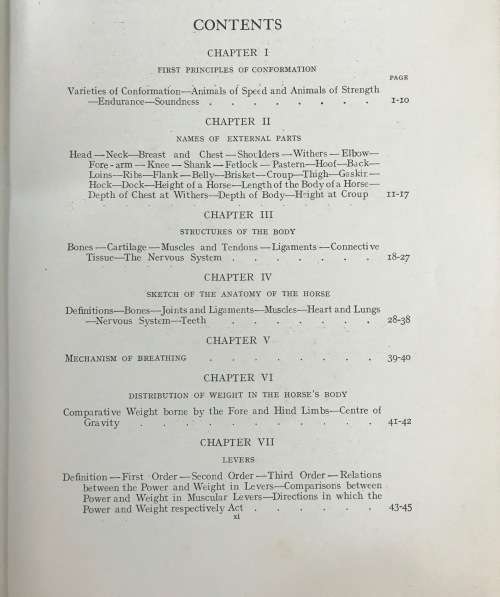 CONTENTS
CHAPTER I
FIRST PRINCIPLES OF CONFORMATION
PAGE
Varieties of Conformation—Animals of Speed and Animals of Strength
—Endurance—Soundness . . . . . . . 1-10
CHAPTER II
NAMES OF EXTERNAL PARTS
Head—Neck—Breast and Chest—Shoulders—Withers—Elbow—
Fore-arm—Knee—Shank—Fetlock—Pastern—Hoof—Back—
Loins—Ribs—Flank—Belly—Brisket—Croup—Thigh—Gaskin—
Hock—Dock—Height of a Horse—Length of the Body of a Horse—
Depth of Chest at Withers—Depth of Body—Height at Croup 11-17
CHAPTER III
STRUCTURES OF THE BODY
Bones—Cartilage—Muscles and Tendons—Ligaments—Connective
Tissue—The Nervous System . . . . . . 18-27
CHAPTER IV
SKETCH OF THE ANATOMY OF THE HORSE
Definitions—Bones—Joints and Ligaments—Muscles—Heart and Lungs
—Nervous System—Teeth . . . . . . 28-38
CHAPTER V
MECHANISM OF BREATHING . . . . . . . 39-40
CHAPTER VI
DISTRIBUTION OF WEIGHT IN THE HORSE'S BODY
Comparative Weight borne by the Fore and Hind Limbs—Centre of
Gravity . . . . . . . . . . 41-42
CHAPTER VII
LEVERS
Definition—First Order—Second Order—Third Order—Relations
between the Power and Weight in Levers—Comparisons between
Power and Weight in Muscular Levers—Directions in which the
Power and Weight respectively Act . . . . . . 43-45
xi